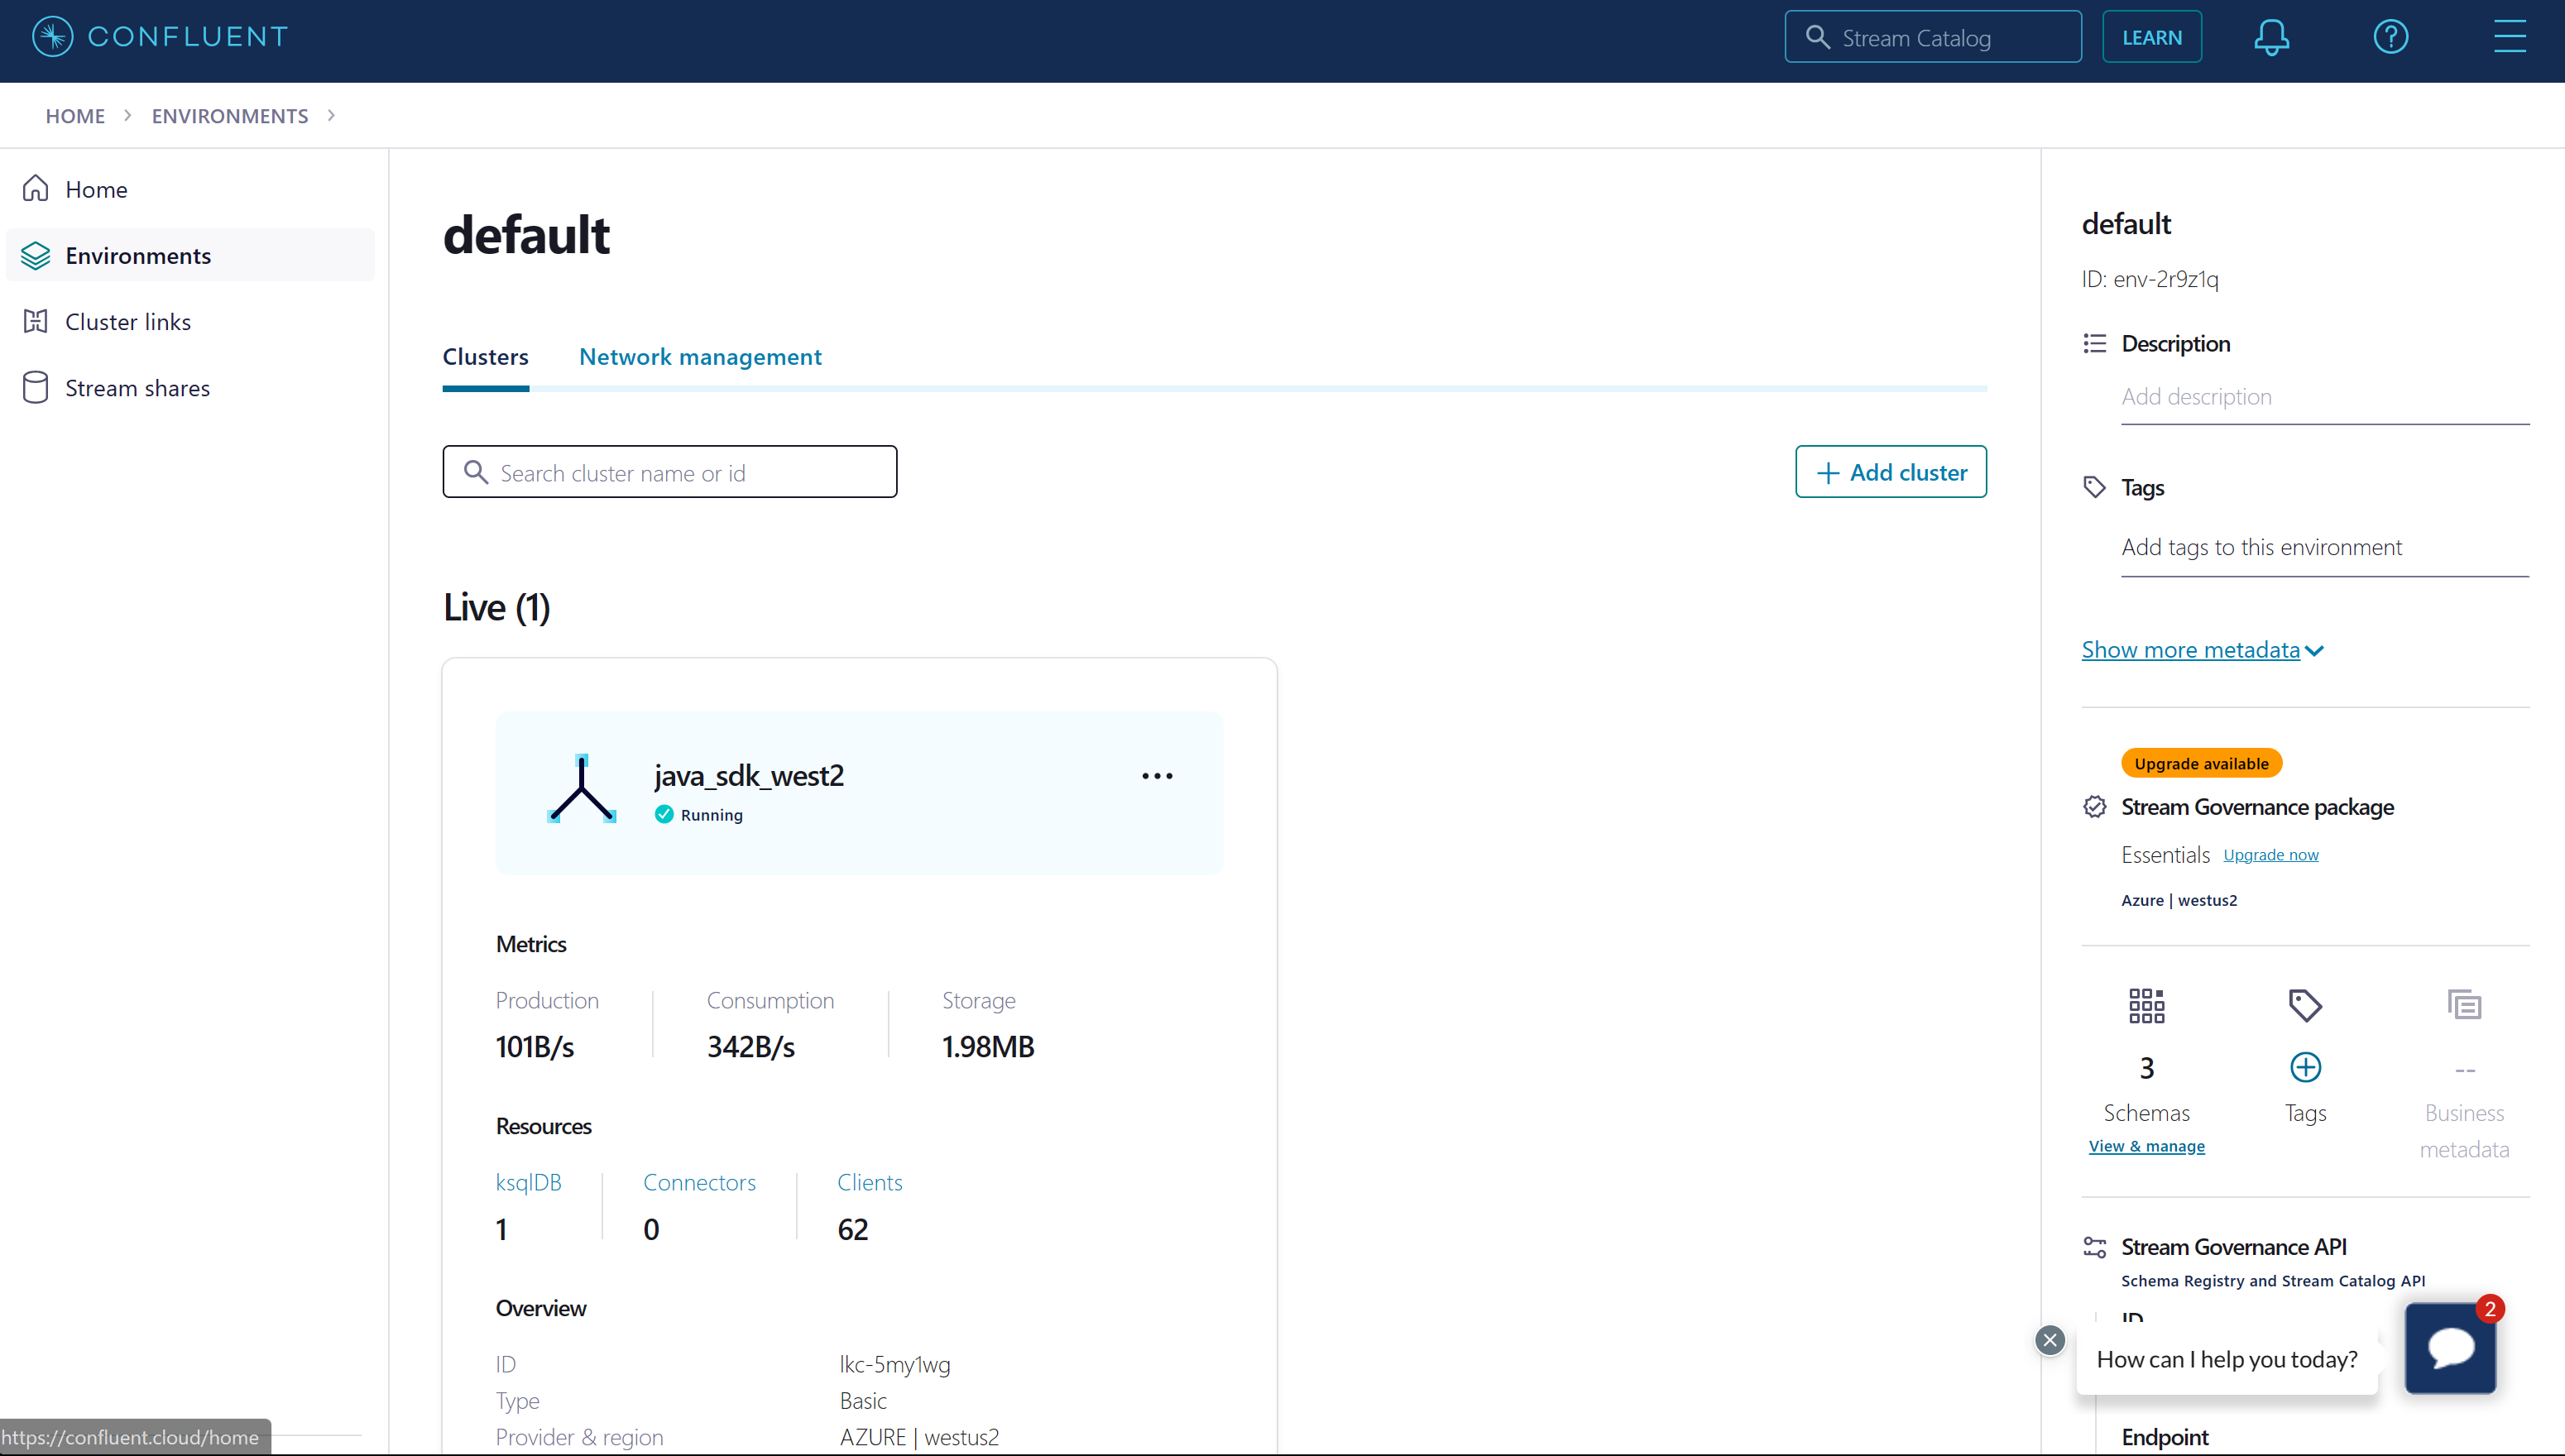 CONFLUENT
Stream Catalog
LEARN
HOME
ENVIRONMENTS
Home
Environments
Cluster links
Stream shares
default
Clusters
Network management
Search cluster name or id
Add cluster
Live (1)
java_sdk_west2
Running
Metrics
Production
Consumption
Storage
101B/s
342B/s
1.98MB
Resources
ksqlDB
Connectors
Clients
1
0
62
Overview
ID
lkc-5my1wg
Type
Basic
Provider & region
AZURE | westus2
default
ID: env-2r9z1q
Description
Add description
Tags
Add tags to this environment
Show more metadata
Upgrade available
Stream Governance package
Essentials
Upgrade now
Azure | westus2
3
--
Schemas
Tags
Business
metadata
View & manage
Stream Governance API
Schema Registry and Stream Catalog API
ID
2
How can I help you today?
Endpoint
https://confluent.cloud/home